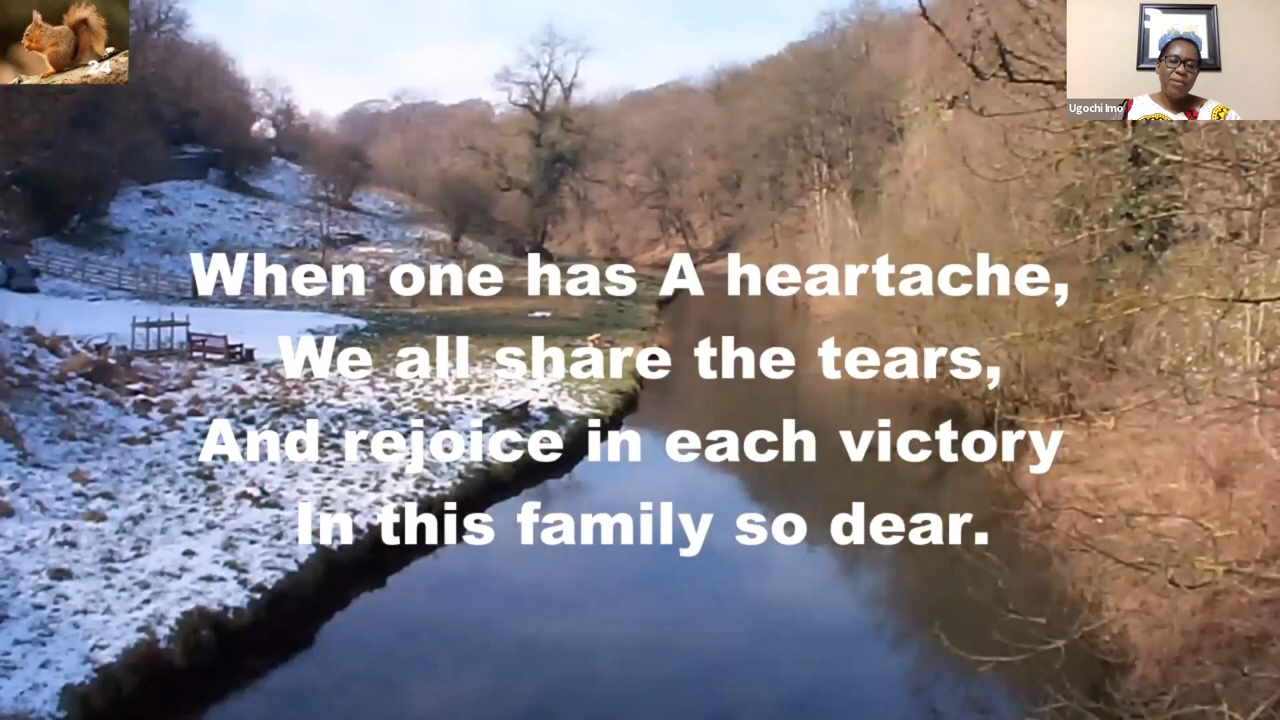 24
Ugochi Imo
When one has A heartache,
We all share the tears,
And rejoice in each victory
In this family so dear.